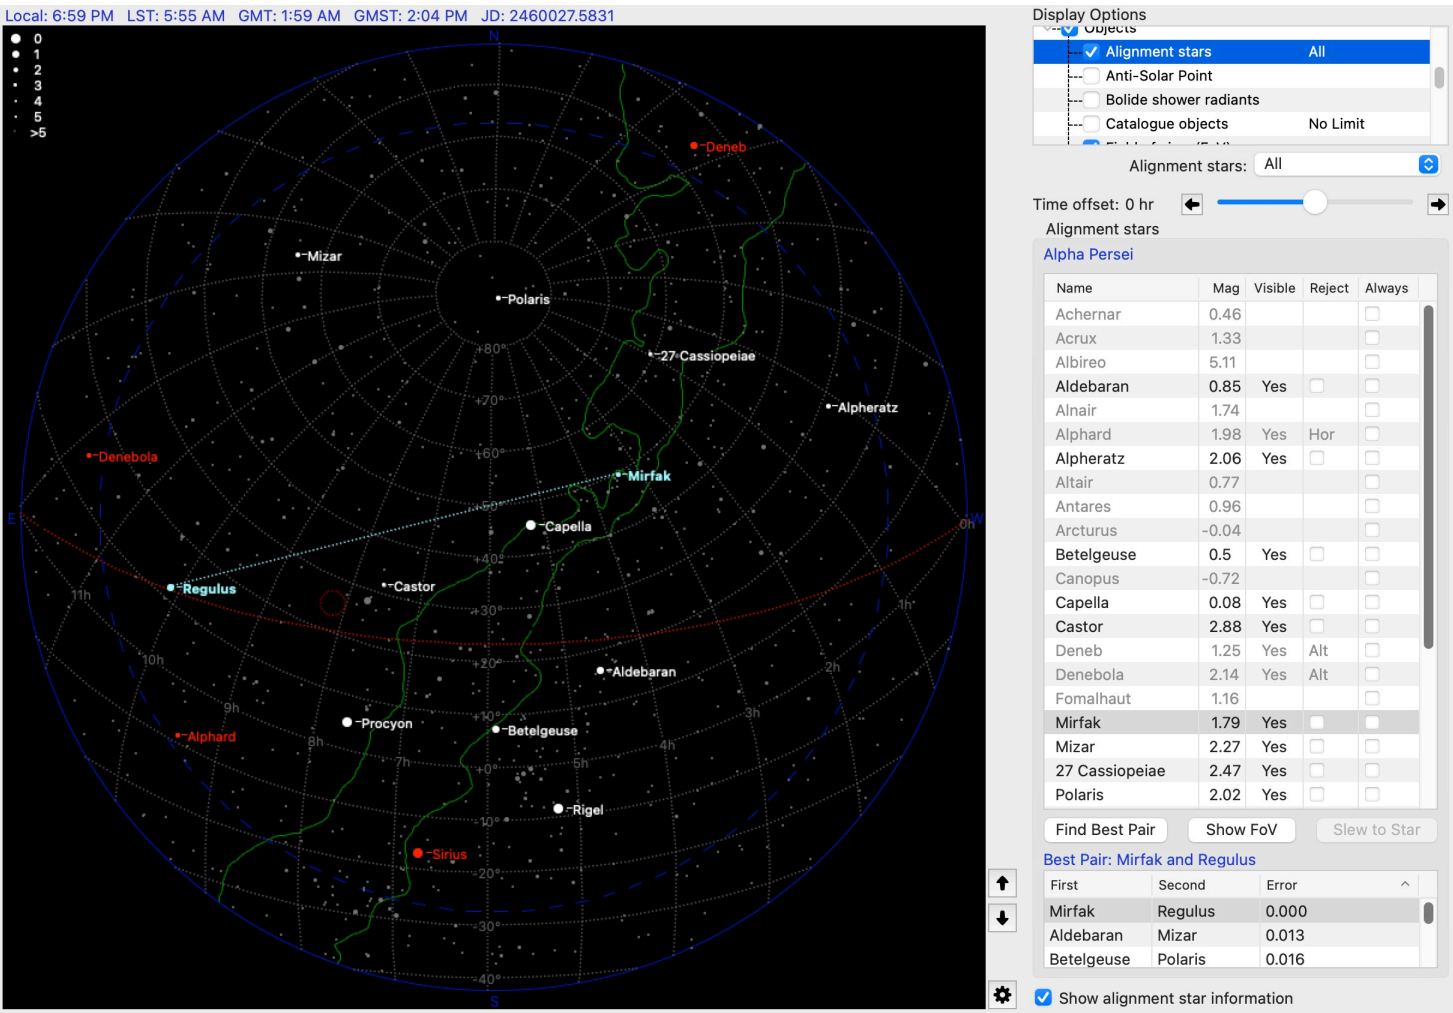 Local: 6:59 PM LST: 5:55 AM GMT: 1:59 AM GMST: 2:04 PM JD: 2460027.5831
0
1
2
3
4
5
>5
N
Deneb
Mizar
Polaris
+80°
27 Cassiopeiae
+70°
Alpheratz
+60°
Denebola
Mirfak
+50°
E
Capella
0h
W
+40°
Castor
Regulus
11h
+30°
1h
10h
+20°
Aldebaran
2h
9h
+10°
3h
Procyon
Betelgeuse
Alphard
8h
4h
7h
+0°
5h
Rigel
-10°
Sirius
-20°
-30°
-40°
S
Display Options
Objects
Alignment stars All
Anti-Solar Point
Bolide shower radiants
Catalogue objects No Limit
Alignment stars: All
Time offset: 0 hr
Alignment stars
Alpha Persei
Name Mag Visible Reject Always
Achernar 0.46
Acrux 1.33
Albireo 5.11
Aldebaran 0.85 Yes
Alnair 1.74
Alphard 1.98 Yes Hor
Alpheratz 2.06 Yes
Altair 0.77
Antares 0.96
Arcturus -0.04
Betelgeuse 0.5 Yes
Canopus -0.72
Capella 0.08 Yes
Castor 2.88 Yes
Deneb 1.25 Yes Alt
Denebola 2.14 Yes Alt
Fomalhaut 1.16
Mirfak 1.79 Yes
Mizar 2.27 Yes
27 Cassiopeiae 2.47 Yes
Polaris 2.02 Yes
Find Best Pair Show FoV Slew to Star
Best Pair: Mirfak and Regulus
First Second Error
Mirfak Regulus 0.000
Aldebaran Mizar 0.013
Betelgeuse Polaris 0.016
Show alignment star information